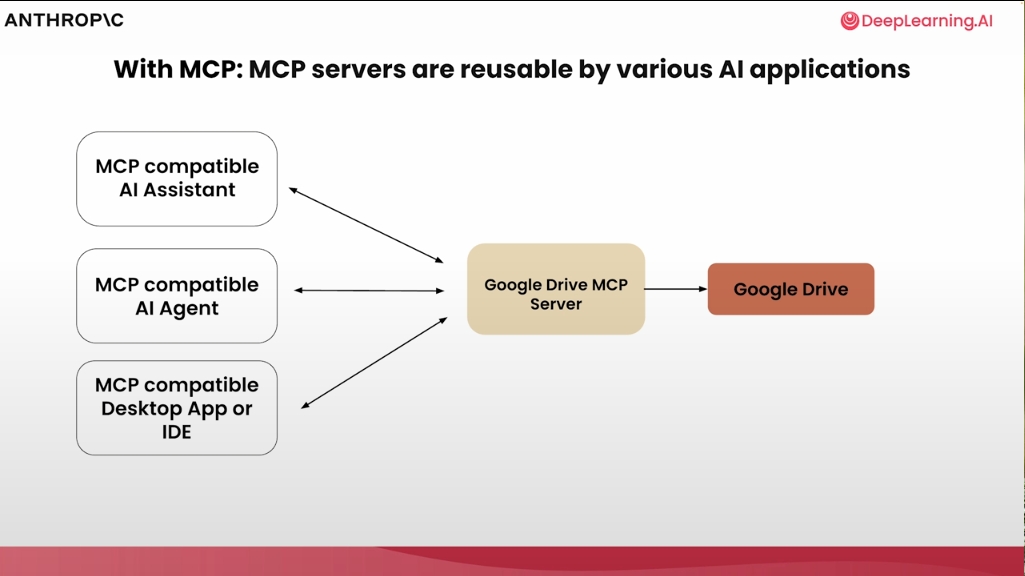 ANTHROP\C
DeepLearning.AI
With MCP: MCP servers are reusable by various AI applications
MCP compatible
AI Assistant
MCP compatible
AI Agent
MCP compatible
Desktop App or
IDE
Google Drive MCP
Server
Google Drive